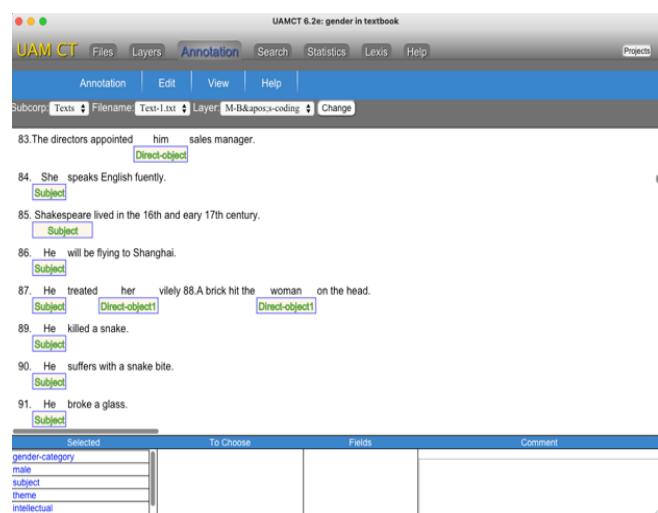 UAMCT 6.2e: gender in textbook
UAM CT Files Layers Annotation Search Statistics Lexis Help Projects
Annotation Edit View Help
Subcorp: Texts Filename: Text-1.txt Layer: M-B&apos;s-coding Change
83.The directors appointed him sales manager.
Direct-object
84. She speaks English fuently.
Subject
85. Shakespeare lived in the 16th and eary 17th century.
Subject
86. He will be flying to Shanghai.
Subject
87. He treated her vilely 88.A brick hit the woman on the head.
Subject Direct-object1 Direct-object1
89. He killed a snake.
Subject
90. He suffers with a snake bite.
Subject
91. He broke a glass.
Subject
Selected To Choose Fields Comment
gender-category
male
subject
theme
intellectual